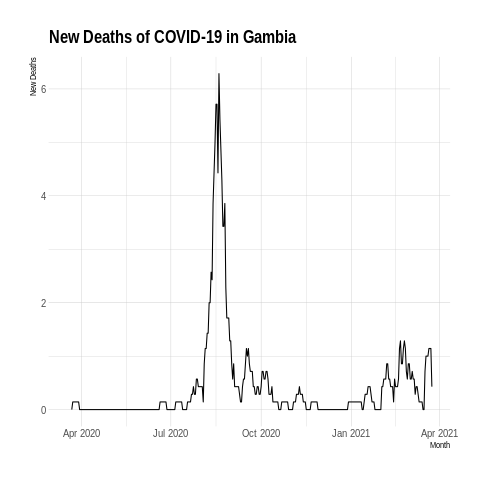 New Deaths of COVID-19 in Gambia
New Deaths
6
4
2
0
Apr 2020 Jul 2020 Oct 2020 Jan 2021 Apr 2021
Month